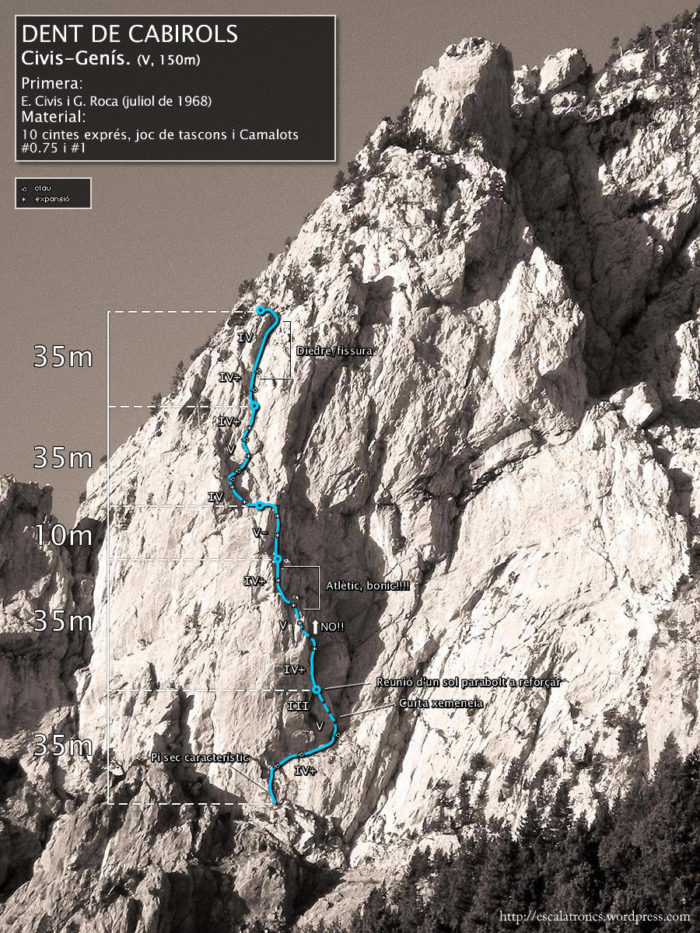 DENT DE CABIROLS
Civis-Genís. (V, 150m)
Primera:
E. Civis i G. Roca (juliol de 1968)
Material:
10 cintes exprés, joc de tascons i Camalots
#0.75 i #1
clau
expansió
IV
35m
Diedre/fissura
IV+
IV+
V
35m
IV
V-
10m
IV+
Atlètic, bonic!!!!
35m
V
NO!!
IV+
Reunió d'un sol parabolt a reforçar
III
Curta xemeneia
V
35m
Pi sec característic
IV+
http://escalatroncs.wordpress.com